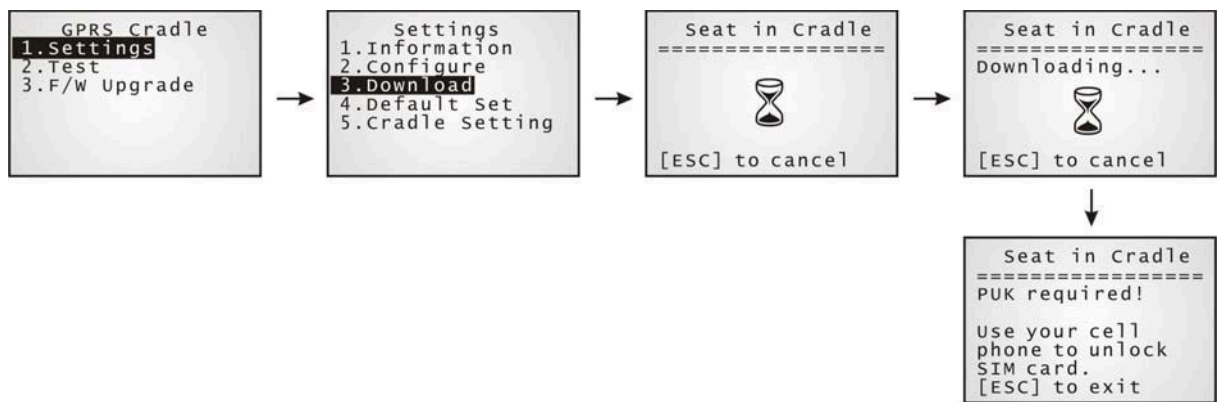 GPRS Cradle
1.Settings
2.Test
3.F/W Upgrade
Settings
1.Information
2.Configure
3.Download
4.Default Set
5.Cradle Setting
Seat in Cradle
=================
[ESC] to cancel
Seat in Cradle
=================
Downloading...
[ESC] to cancel
Seat in Cradle
=================
PUK required!
Use your cell
phone to unlock
SIM card.
[ESC] to exit